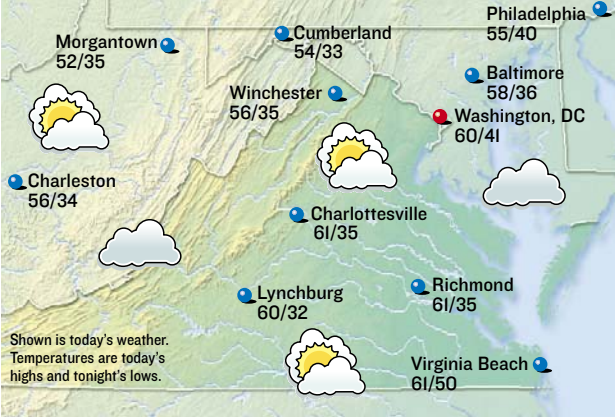 Philadelphia
55/40
Morgantown
52/35
Cumberland
54/33
Baltimore
58/36
Winchester
56/35
Washington, DC
60/41
Charleston
56/34
Charlottesville
61/35
Lynchburg
60/32
Richmond
61/35
Shown is today's weather.
Temperatures are today's
highs and tonight's lows.
Virginia Beach
61/50